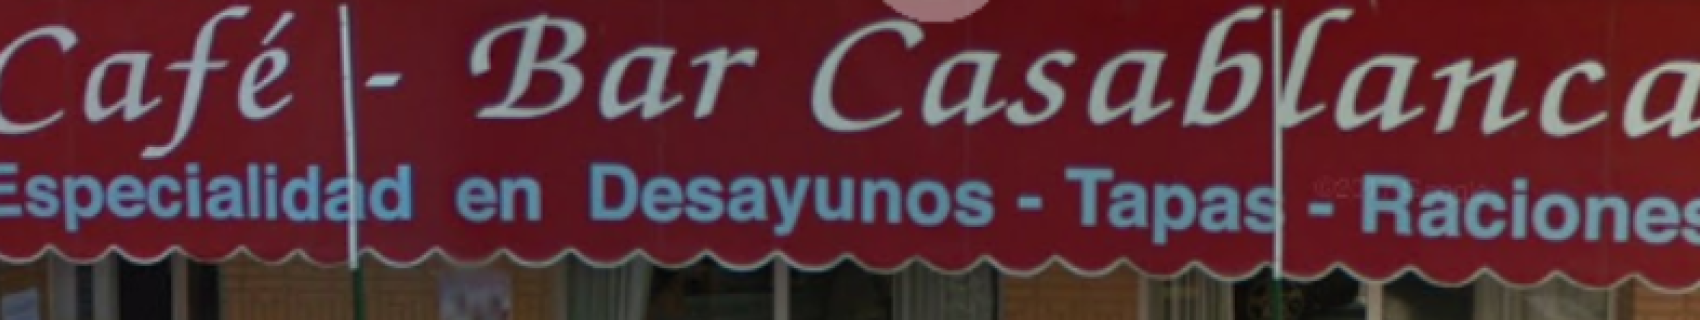 Café - Bar Casablanca
Especialidad en Desayunos - Tapas - Raciones